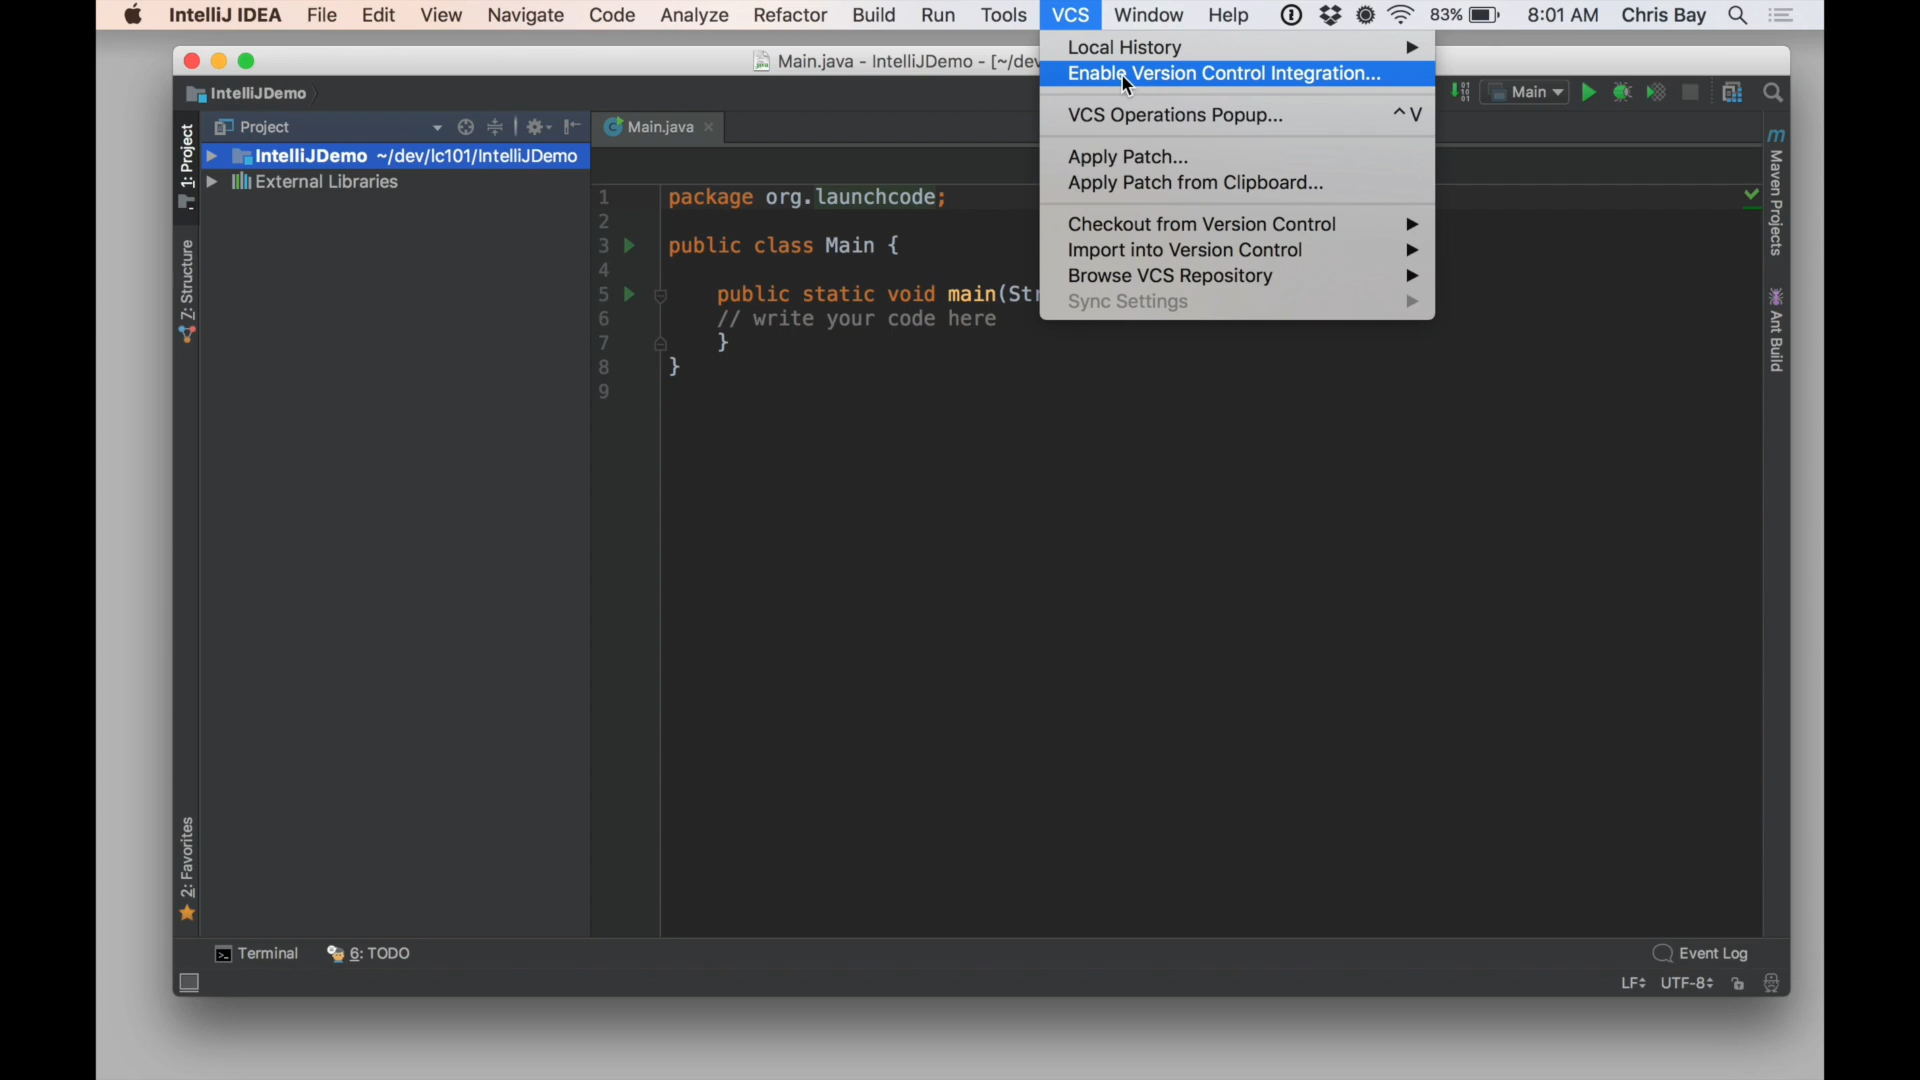 IntelliJ IDEA File Edit View Navigate Code Analyze Refactor Build Run Tools VCS Window Help 83% 8:01 AM Chris Bay
Local History
Enable Version Control Integration...
VCS Operations Popup... ^ V
Apply Patch...
Apply Patch from Clipboard...
Checkout from Version Control
Import into Version Control
Browse VCS Repository
Sync Settings
Main.java - IntelliJDemo - [~/dev
IntelliJDemo
Main
Project
Main.java
IntelliJDemo ~/dev/lc101/IntelliJDemo
External Libraries
1 package org.launchcode;
2
3 public class Main {
4
5 public static void main(Str
6 // write your code here
7 }
8 }
9
1: Project
7: Structure
2: Favorites
Maven Projects
Ant Build
Terminal
6: TODO
Event Log
LF UTF-8